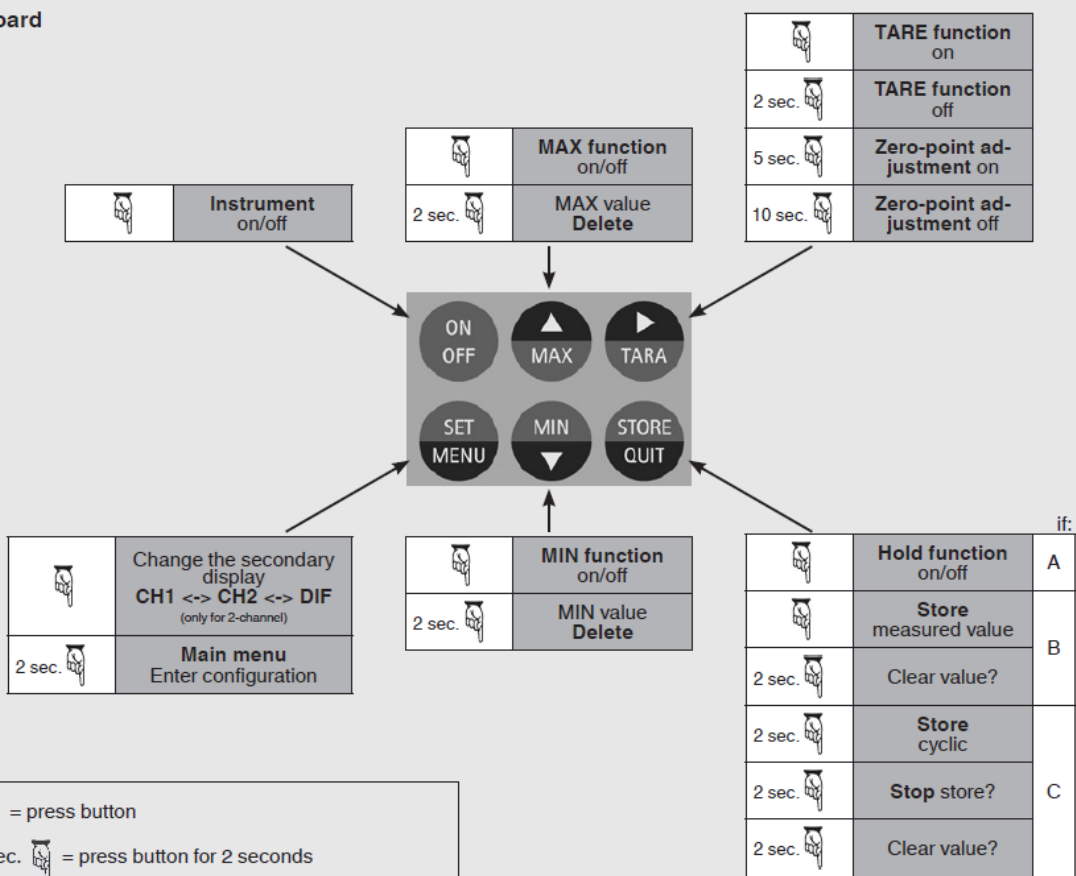 TARE function
on
2 sec.
TARE function
off
5 sec.
Zero-point ad-
justment on
10 sec.
Zero-point ad-
justment off
MAX function
on/off
2 sec.
MAX value
Delete
Instrument
on/off
ON
OFF
MAX
TARA
SET
MENU
MIN
STORE
QUIT
Change the secondary
display
CH1 <-> CH2 <-> DIF
(only for 2-channel)
2 sec.
Main menu
Enter configuration
MIN function
on/off
2 sec.
MIN value
Delete
if:
Hold function
on/off
A
Store
measured value
2 sec.
Clear value?
B
2 sec.
Store
cyclic
2 sec.
Stop store?
C
2 sec.
Clear value?
= press button
= press button for 2 seconds